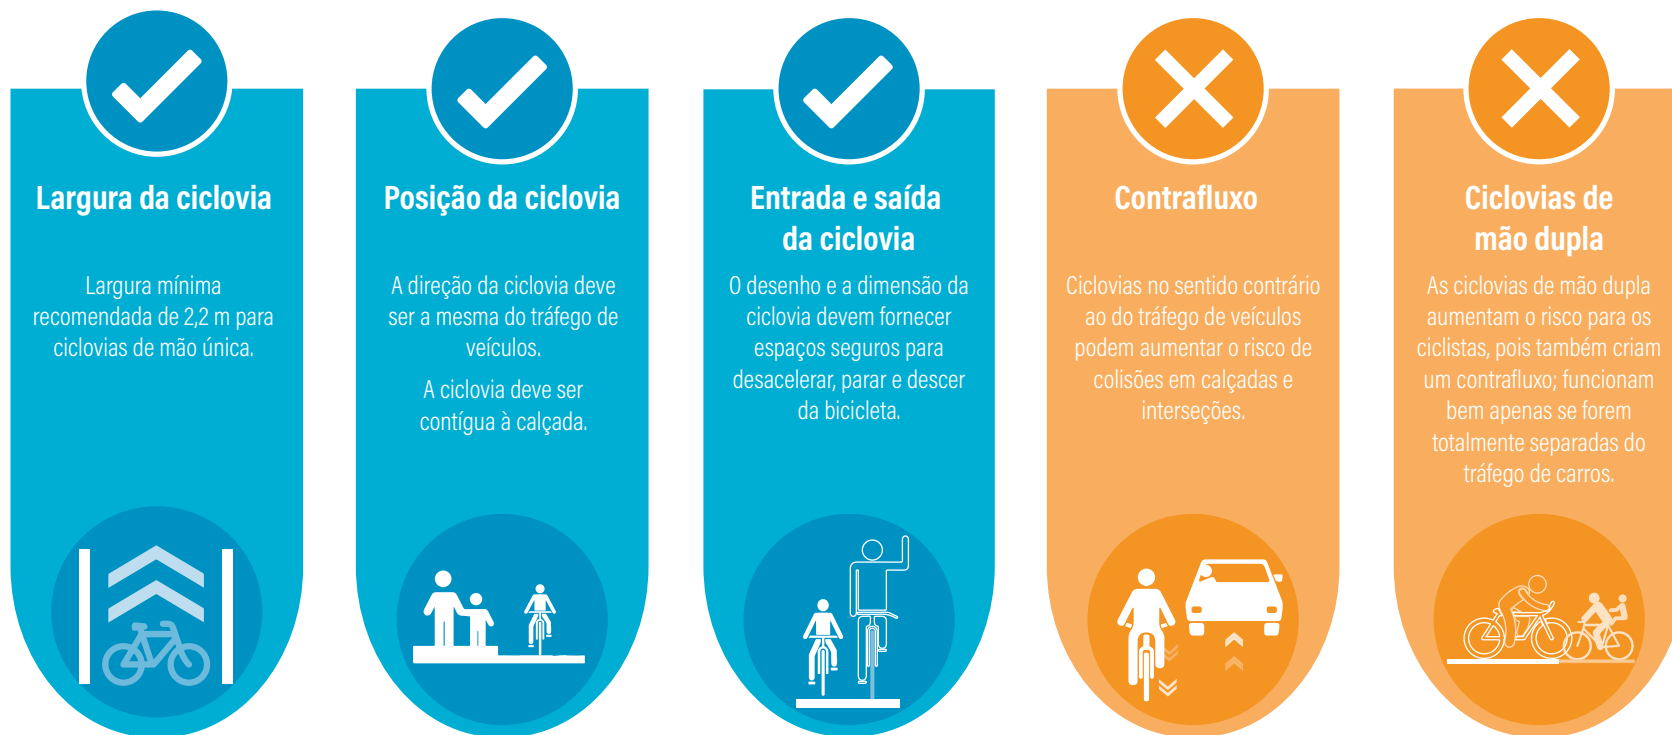 Largura da ciclovia
Largura mínima
recomendada de 2,2 m para
ciclovias de mão única.
Posição da ciclovia
A direção da ciclovia deve
ser a mesma do tráfego de
veículos.
A ciclovia deve ser
contígua à calçada.
Entrada e saída
da ciclovia
O desenho e a dimensão da
ciclovia devem fornecer
espaços seguros para
desacelerar, parar e descer
da bicicleta.
Contrafluxo
Ciclovias no sentido contrário
ao do tráfego de veículos
podem aumentar o risco de
colisões em calçadas e
interseções.
Ciclovias de
mão dupla
As ciclovias de mão dupla
aumentam o risco para os
ciclistas, pois também criam
um contrafluxo; funcionam
bem apenas se forem
totalmente separadas do
tráfego de carros.